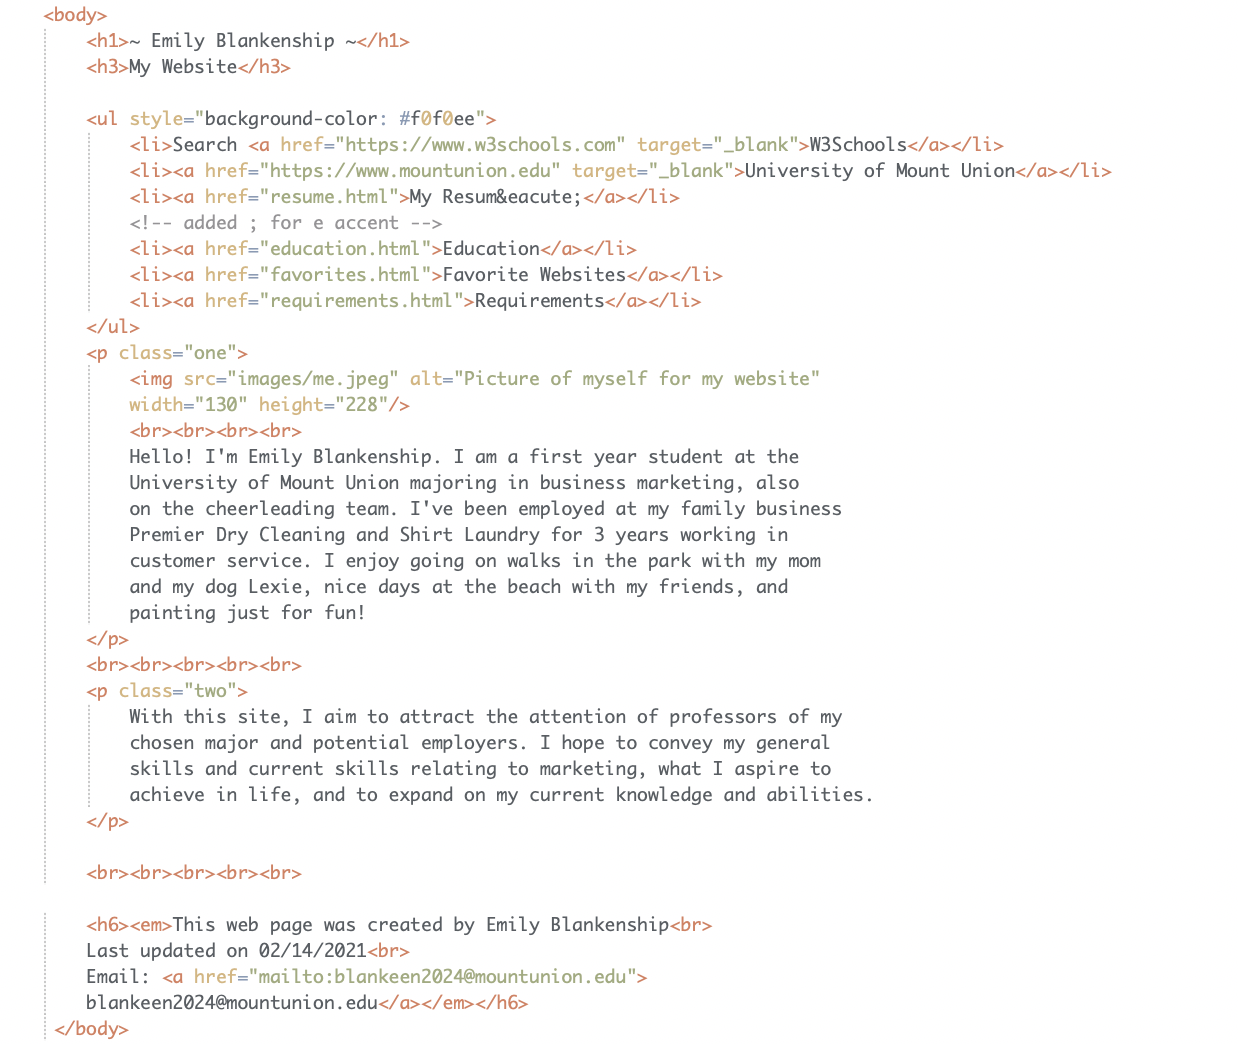 <body>
<h1>~ Emily Blankenship ~</h1>
<h3>My Website</h3>
<ul style="background-color: #f0f0ee">
<li>Search <a href="https://www.w3schools.com" target="_blank">W3Schools</a></li>
<li><a href="https://www.mountunion.edu" target="_blank">University of Mount Union</a></li>
<li><a href="resume.html">My Resum&eacute;</a></li>
<!-- added ; for e accent -->
<li><a href="education.html">Education</a></li>
<li><a href="favorites.html">Favorite Websites</a></li>
<li><a href="requirements.html">Requirements</a></li>
</ul>
<p class="one">
<img src="images/me.jpeg" alt="Picture of myself for my website"
width="130" height="228"/>
<br><br><br><br>
Hello! I'm Emily Blankenship. I am a first year student at the
University of Mount Union majoring in business marketing, also
on the cheerleading team. I've been employed at my family business
Premier Dry Cleaning and Shirt Laundry for 3 years working in
customer service. I enjoy going on walks in the park with my mom
and my dog Lexie, nice days at the beach with my friends, and
painting just for fun!
</p>
<br><br><br><br><br>
<p class="two">
With this site, I aim to attract the attention of professors of my
chosen major and potential employers. I hope to convey my general
skills and current skills relating to marketing, what I aspire to
achieve in life, and to expand on my current knowledge and abilities.
</p>
<br><br><br><br><br>
<h6><em>This web page was created by Emily Blankenship<br>
Last updated on 02/14/2021<br>
Email: <a href="mailto:blankeen2024@mountunion.edu">
blankeen2024@mountunion.edu</a></em></h6>
</body>